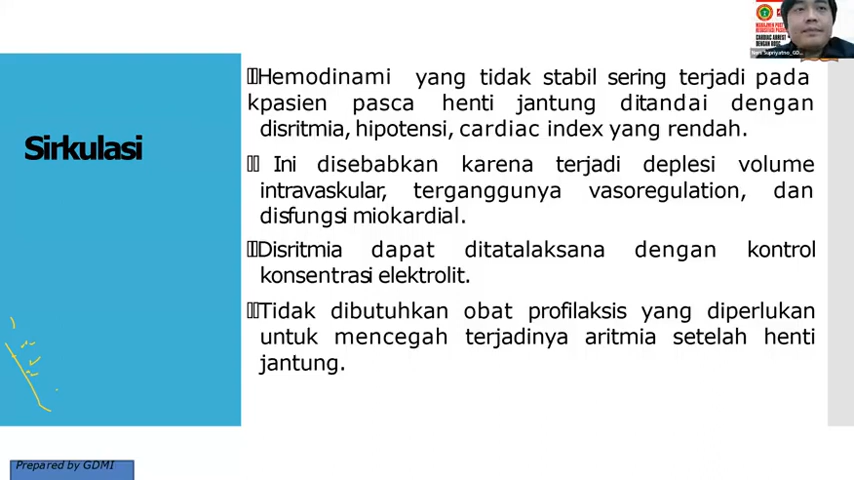 Sirkulasi
Hemodinami yang tidak stabil sering terjadi pada
kpasien pasca henti jantung ditandai dengan
disritmia, hipotensi, cardiac index yang rendah.
Ini disebabkan karena terjadi deplesi volume
intravaskular, terganggunya vasoregulation, dan
disfungsi miokardial.
Disritmia dapat ditatalaksana dengan kontrol
konsentrasi elektrolit.
Tidak dibutuhkan obat profilaksis yang diperlukan
untuk mencegah terjadinya aritmia setelah henti
jantung.
Prepared by GDMI